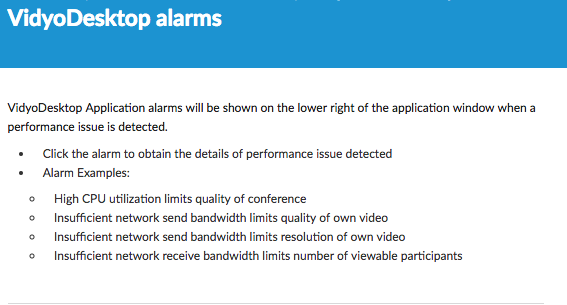 VidyoDesktop alarms
VidyoDesktop Application alarms will be shown on the lower right of the application window when a
performance issue is detected.
• Click the alarm to obtain the details of performance issue detected
• Alarm Examples:
○ High CPU utilization limits quality of conference
○ Insufficient network send bandwidth limits quality of own video
○ Insufficient network send bandwidth limits resolution of own video
○ Insufficient network receive bandwidth limits number of viewable participants